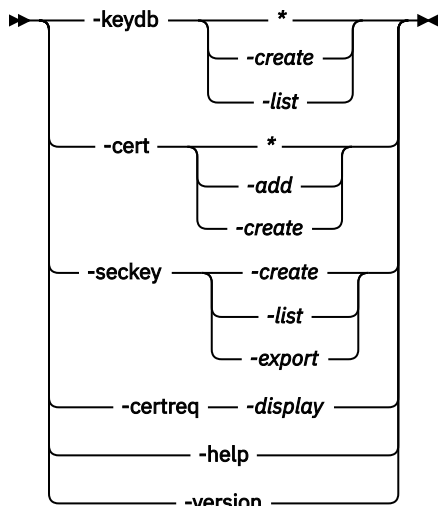 -keydb *
-create
-list
-cert *
-add
-create
-seckey -create
-list
-export
-certreq -display
-help
-version